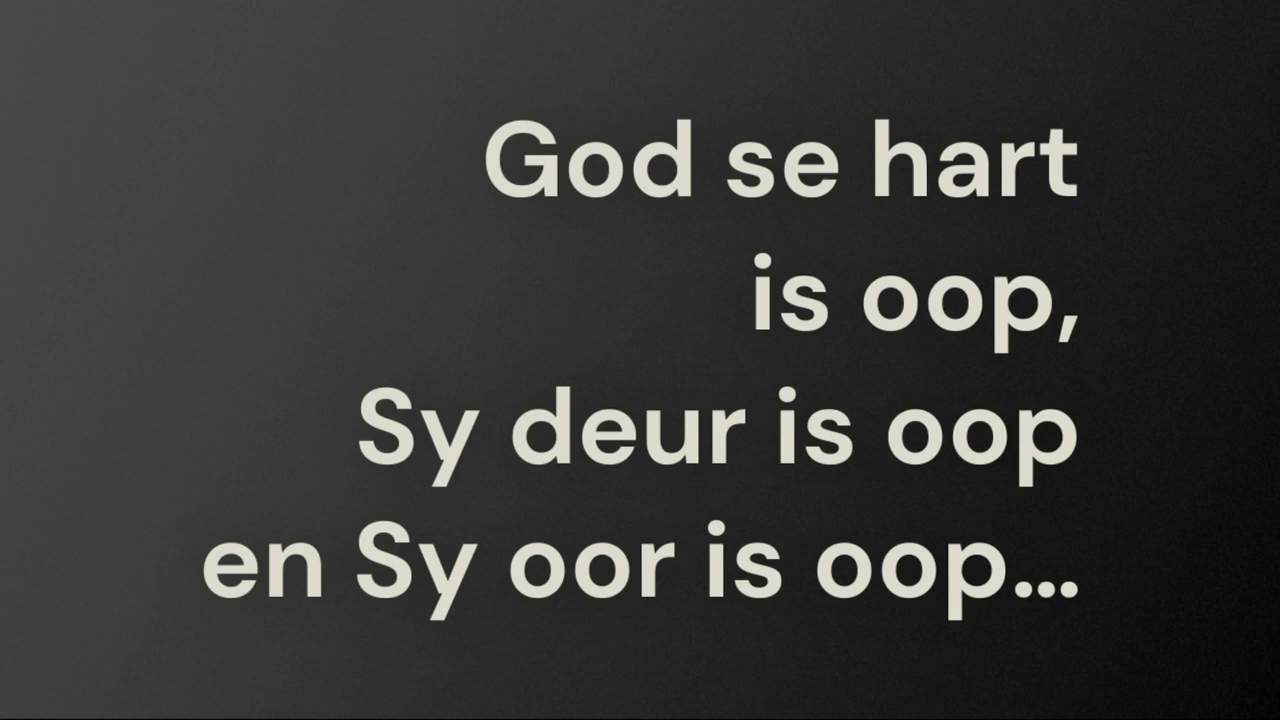 God se hart
is oop,
Sy deur is oop
en Sy oor is oop...